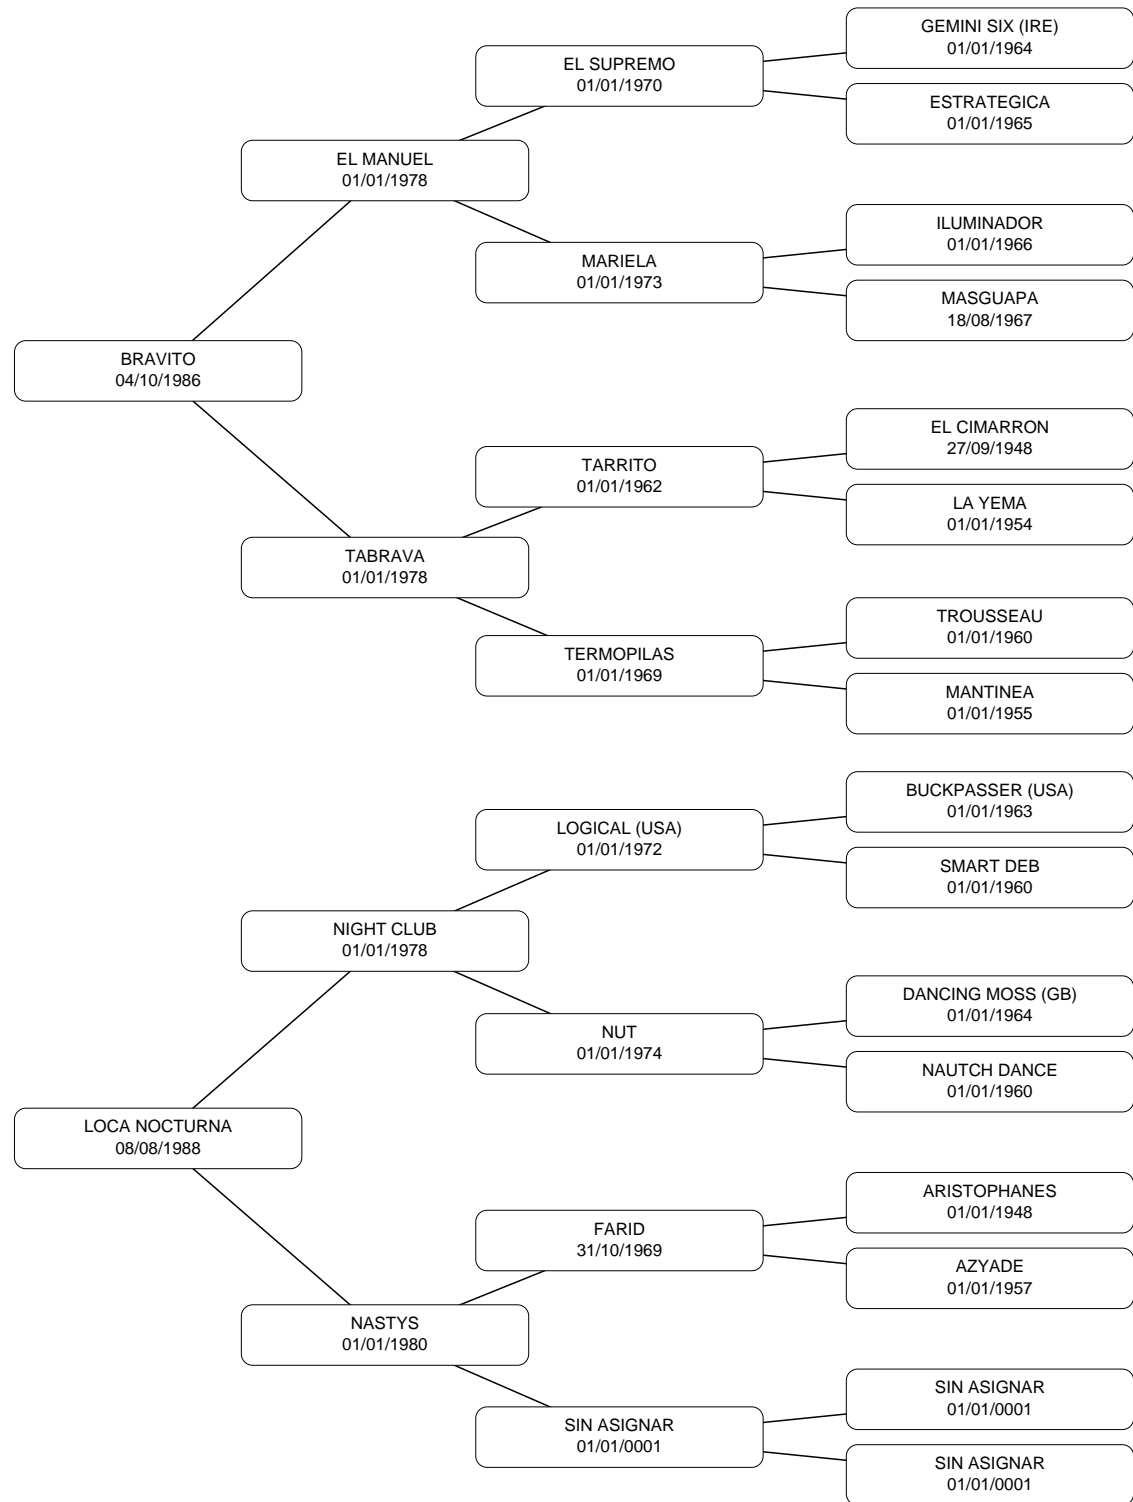 GEMINI SIX (IRE)
01/01/1964
EL SUPREMO
01/01/1970
ESTRATEGICA
01/01/1965
EL MANUEL
01/01/1978
ILUMINADOR
01/01/1966
MARIELA
01/01/1973
MASGUAPA
18/08/1967
BRAVITO
04/10/1986
EL CIMARRON
27/09/1948
TARRITO
01/01/1962
LA YEMA
01/01/1954
TABRAVA
01/01/1978
TROUSSEAU
01/01/1960
TERMOPILAS
01/01/1969
MANTINEA
01/01/1955
BUCKPASSER (USA)
01/01/1963
LOGICAL (USA)
01/01/1972
SMART DEB
01/01/1960
NIGHT CLUB
01/01/1978
DANCING MOSS (GB)
01/01/1964
NUT
01/01/1974
NAUTCH DANCE
01/01/1960
LOCA NOCTURNA
08/08/1988
ARISTOPHANES
01/01/1948
FARID
31/10/1969
AZYADE
01/01/1957
NASTYS
01/01/1980
SIN ASIGNAR
01/01/0001
SIN ASIGNAR
01/01/0001
SIN ASIGNAR
01/01/0001